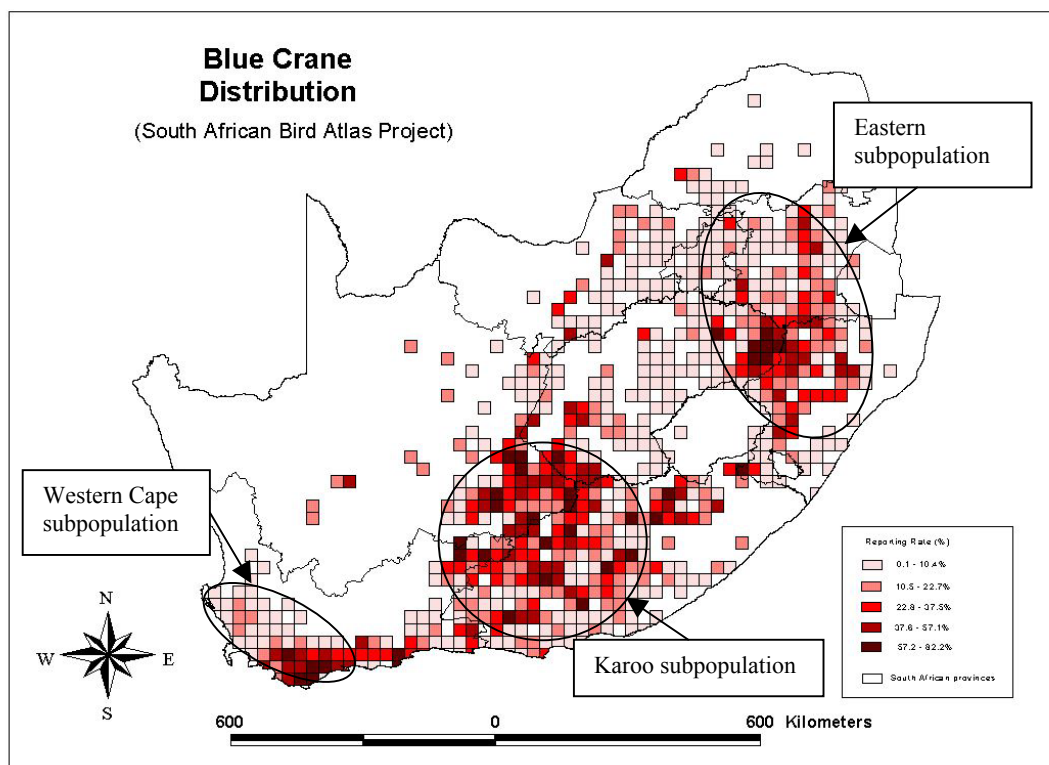 Blue Crane
Distribution
(South African Bird Atlas Project)
Eastern
subpopulation
Western Cape
subpopulation
Karoo subpopulation
Reporting Rate (%)
0.1 - 10.4%
10.5 - 22.7%
22.8 - 37.5%
37.6 - 57.1%
57.2 - 82.2%
South African provinces
N
W
E
S
600
0
600
Kilometers